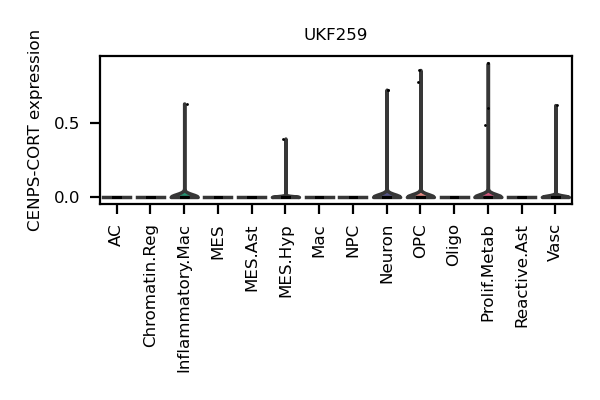 UKF259
CENPS-CORT expression
0.5
0.0
AC
Chromatin.Reg
Inflammatory.Mac
MES
MES.Ast
MES.Hyp
Mac
NPC
Neuron
OPC
Oligo
Prolif.Metab
Reactive.Ast
Vasc